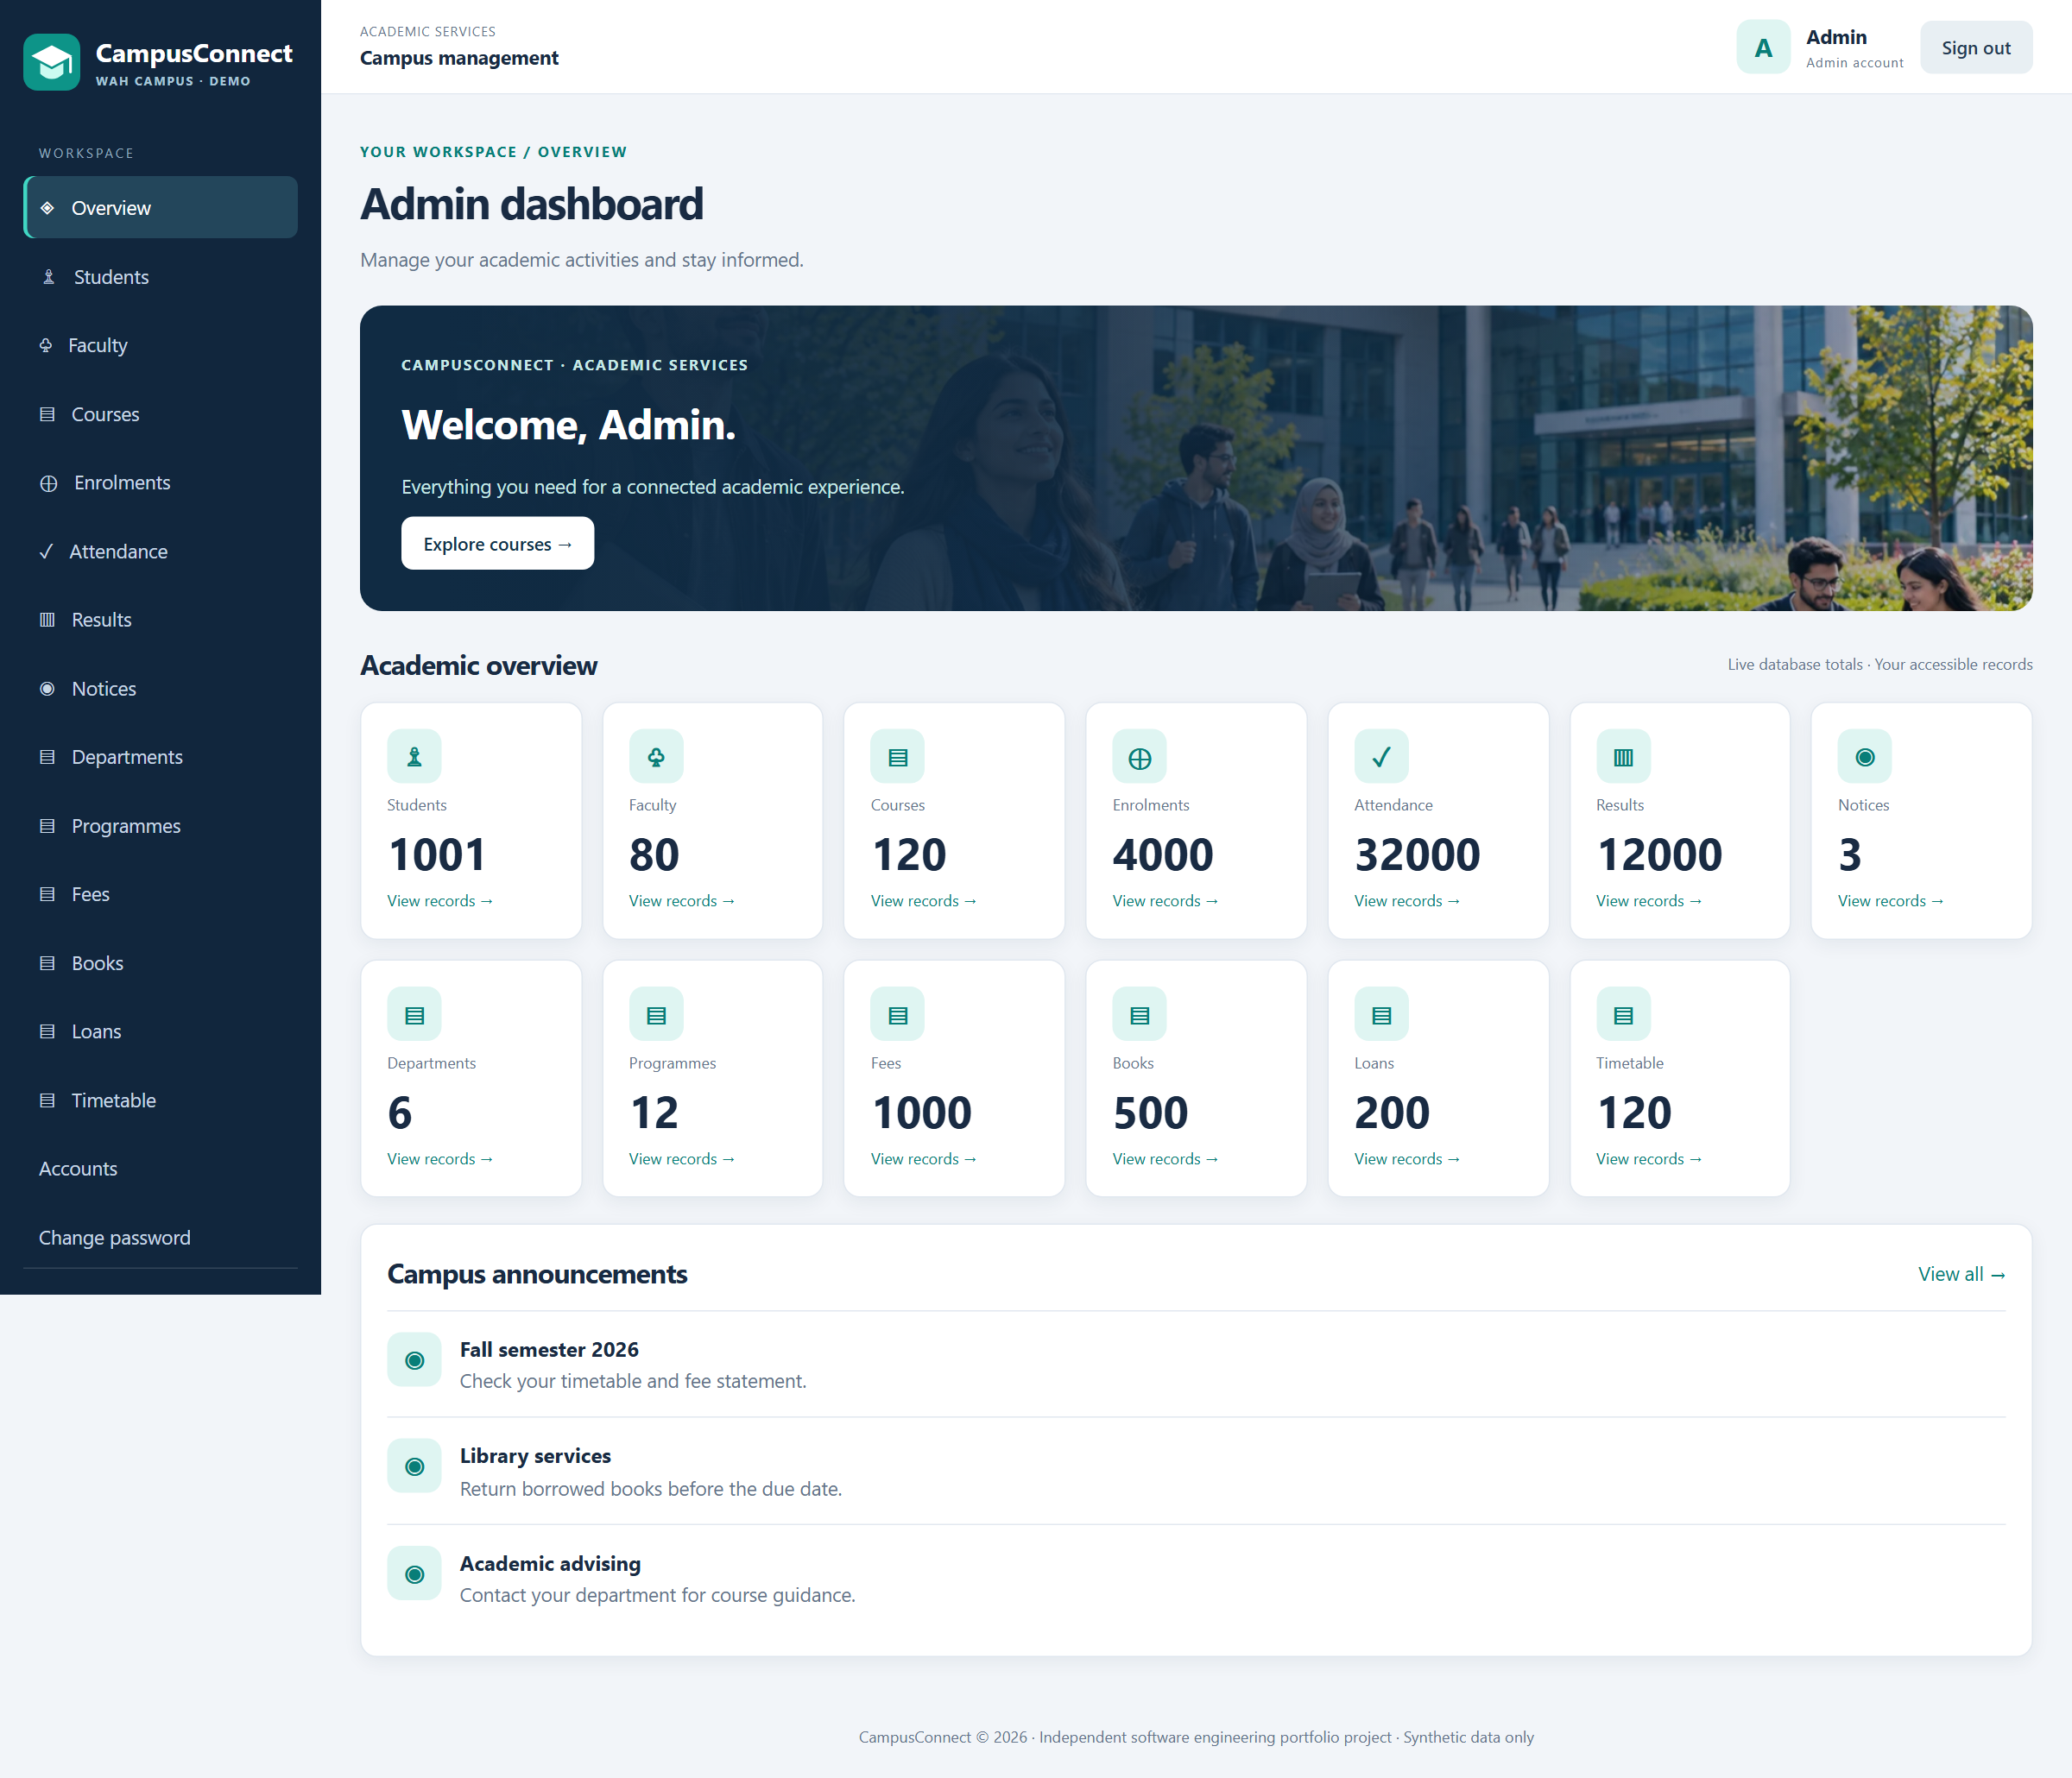 CampusConnect
WAH CAMPUS · DEMO
WORKSPACE
Overview
Students
Faculty
Courses
Enrolments
Attendance
Results
Notices
Departments
Programmes
Fees
Books
Loans
Timetable
Accounts
Change password
ACADEMIC SERVICES
Campus management
A
Admin
Admin account
Sign out
YOUR WORKSPACE / OVERVIEW
Admin dashboard
Manage your academic activities and stay informed.
CAMPUSCONNECT · ACADEMIC SERVICES
Welcome, Admin.
Everything you need for a connected academic experience.
Explore courses →
Academic overview
Live database totals · Your accessible records
Students
1001
View records →
Faculty
80
View records →
Courses
120
View records →
Enrolments
4000
View records →
Attendance
32000
View records →
Results
12000
View records →
Notices
3
View records →
Departments
6
View records →
Programmes
12
View records →
Fees
1000
View records →
Books
500
View records →
Loans
200
View records →
Timetable
120
View records →
Campus announcements
View all →
Fall semester 2026
Check your timetable and fee statement.
Library services
Return borrowed books before the due date.
Academic advising
Contact your department for course guidance.
CampusConnect © 2026 · Independent software engineering portfolio project · Synthetic data only